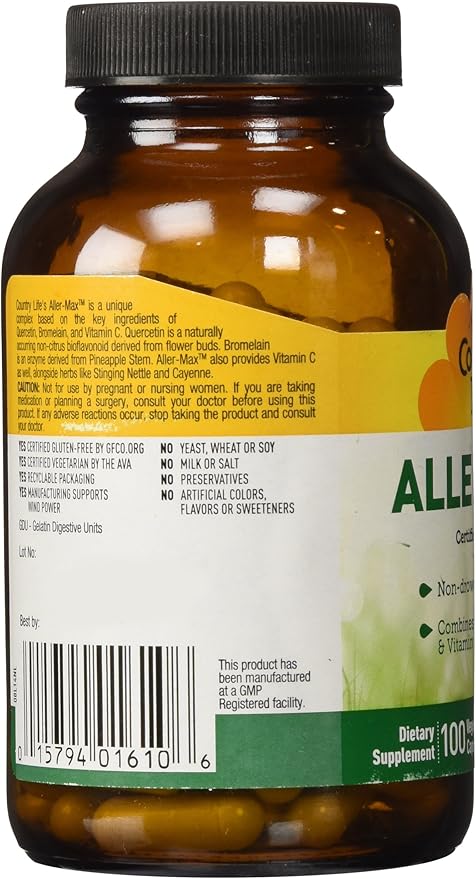 Country Life's Aller-Max™ is a unique
complex based on the key ingredients of
Quercetin, Bromelain, and Vitamin C. Quercetin is a naturally
occurring non-citrus bioflavonoid derived from flower buds. Bromelain
is an enzyme derived from Pineapple Stem. Aller-Max™ also provides Vitamin C
as well, alongside herbs like Stinging Nettle and Cayenne.
CAUTION: Not for use by pregnant or nursing women. If you are taking
medication or planning a surgery, consult your doctor before using this
product. If any adverse reactions occur, stop taking the product and consult
your doctor.
YES CERTIFIED GLUTEN-FREE BY GFCO.ORG
YES CERTIFIED VEGETARIAN BY THE AVA
YES RECYCLABLE PACKAGING
YES MANUFACTURING SUPPORTS
WIND POWER
NO YEAST, WHEAT OR SOY
NO MILK OR SALT
NO PRESERVATIVES
NO ARTIFICIAL COLORS,
FLAVORS OR SWEETENERS
GDU - Gelatin Digestive Units
Lot No:
Best by:
0BL14NL
0 15794 01610 6
This product has
been manufactured
at a GMP
Registered facility.
Co
ALLE
Certifi
Non-drow
Combines
& Vitamin
Dietary
Supplement
100